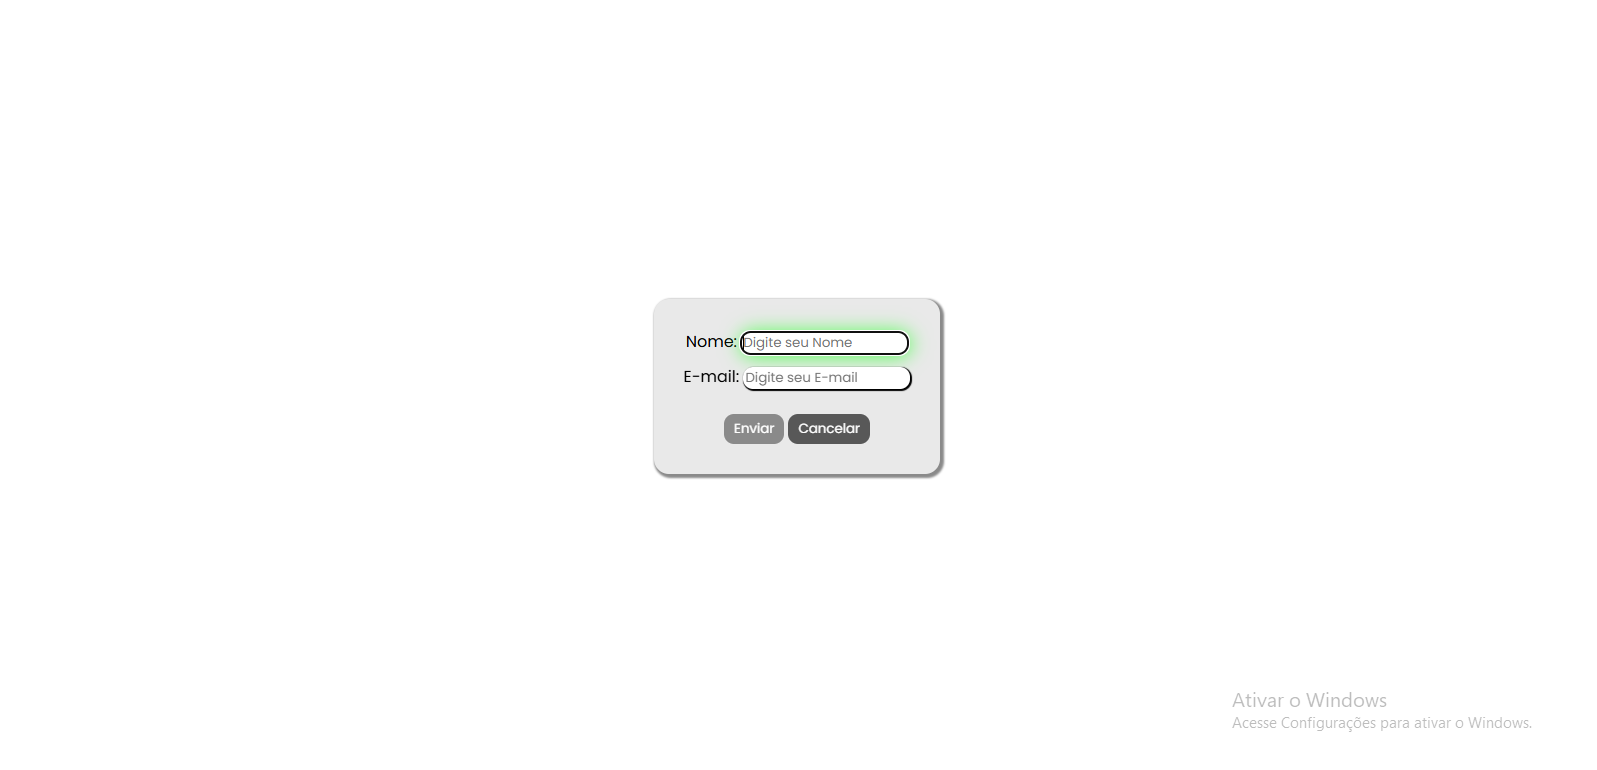 Nome: Digite seu Nome
E-mail: Digite seu E-mail
Enviar Cancelar
Ativar o Windows
Acesse Configurações para ativar o Windows.